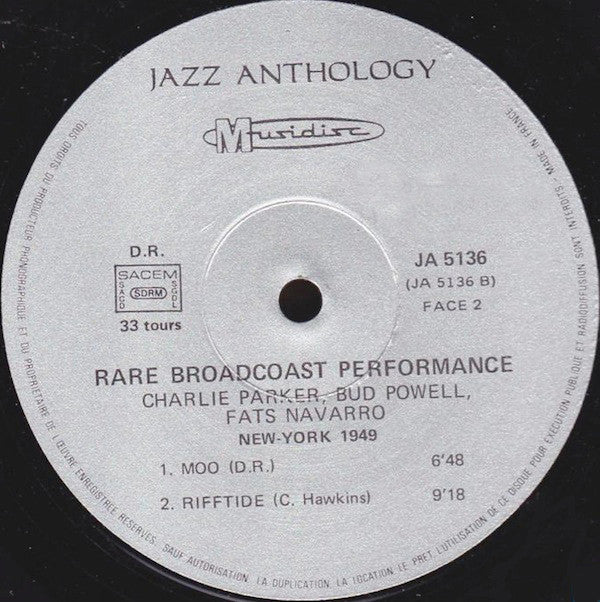 JAZZ ANTHOLOGY
Musidisc
D.R.
SACEM
SACD
SDRM
SGDL
33 tours
JA 5136
(JA 5136 B)
FACE 2
RARE BROADCOAST PERFORMANCE
CHARLIE PARKER, BUD POWELL,
FATS NAVARRO
NEW-YORK 1949
1. MOO (D.R.) 6'48
2. RIFFTIDE (C. Hawkins) 9'18
TOUS DROITS DU PRODUCTEUR PHONOGRAPHIQUE ET DU PROPRIETAIRE DE L'ŒUVRE ENREGISTREE RESERVES. SAUF AUTORISATION, LA DUPLICATION, LA LOCATION LE PRET L'UTILISATION DE CE DISQUE POUR EXECUTION PUBLIQUE ET RADIODIFFUSION SONT INTERDITS - MADE IN FRANCE